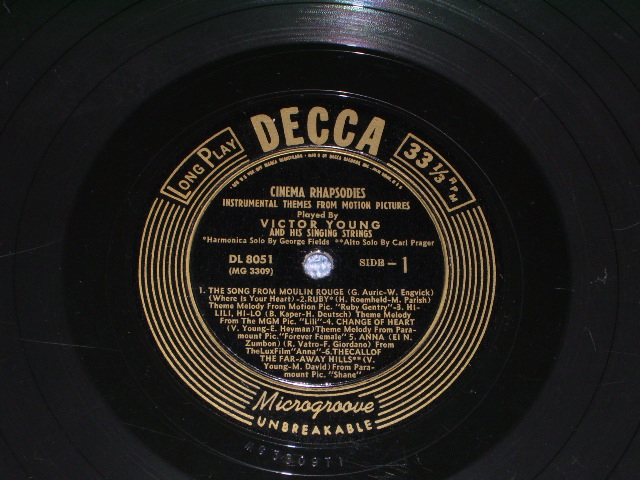 DECCA
LONG PLAY
33 1/3 RPM
CINEMA RHAPSODIES
INSTRUMENTAL THEMES FROM MOTION PICTURES
Played By
VICTOR YOUNG
AND HIS SINGING STRINGS
*Harmonica Solo By George Fields **Alto Solo By Carl Prager
DL 8051
(MG 3309)
SIDE - 1
1. THE SONG FROM MOULIN ROUGE (G. Auric-W. Engvick)
(Where is Your Heart) -2.RUBY* (H. Roemheld-M. Parish)
Theme Melody From Motion Pic. "Ruby Gentry"-3. HI-
LILI, HI-LO (B. Kaper-H. Deutsch) Theme Melody
From The MGM Pic. "Lili"-4. CHANGE OF HEART
(V. Young-E. Heyman)Theme Melody From Para-
mount Pic. "Forever Female" 5. ANNA (El N.
Zumbon) (R. Vatro-F. Giordano) From
TheLuxFilm"Anna"-6.THECALLOF
THE FAR-AWAY HILLS** (V.
Young-M. David) From Para-
mount Pic. "Shane"
Microgroove
UNBREAKABLE